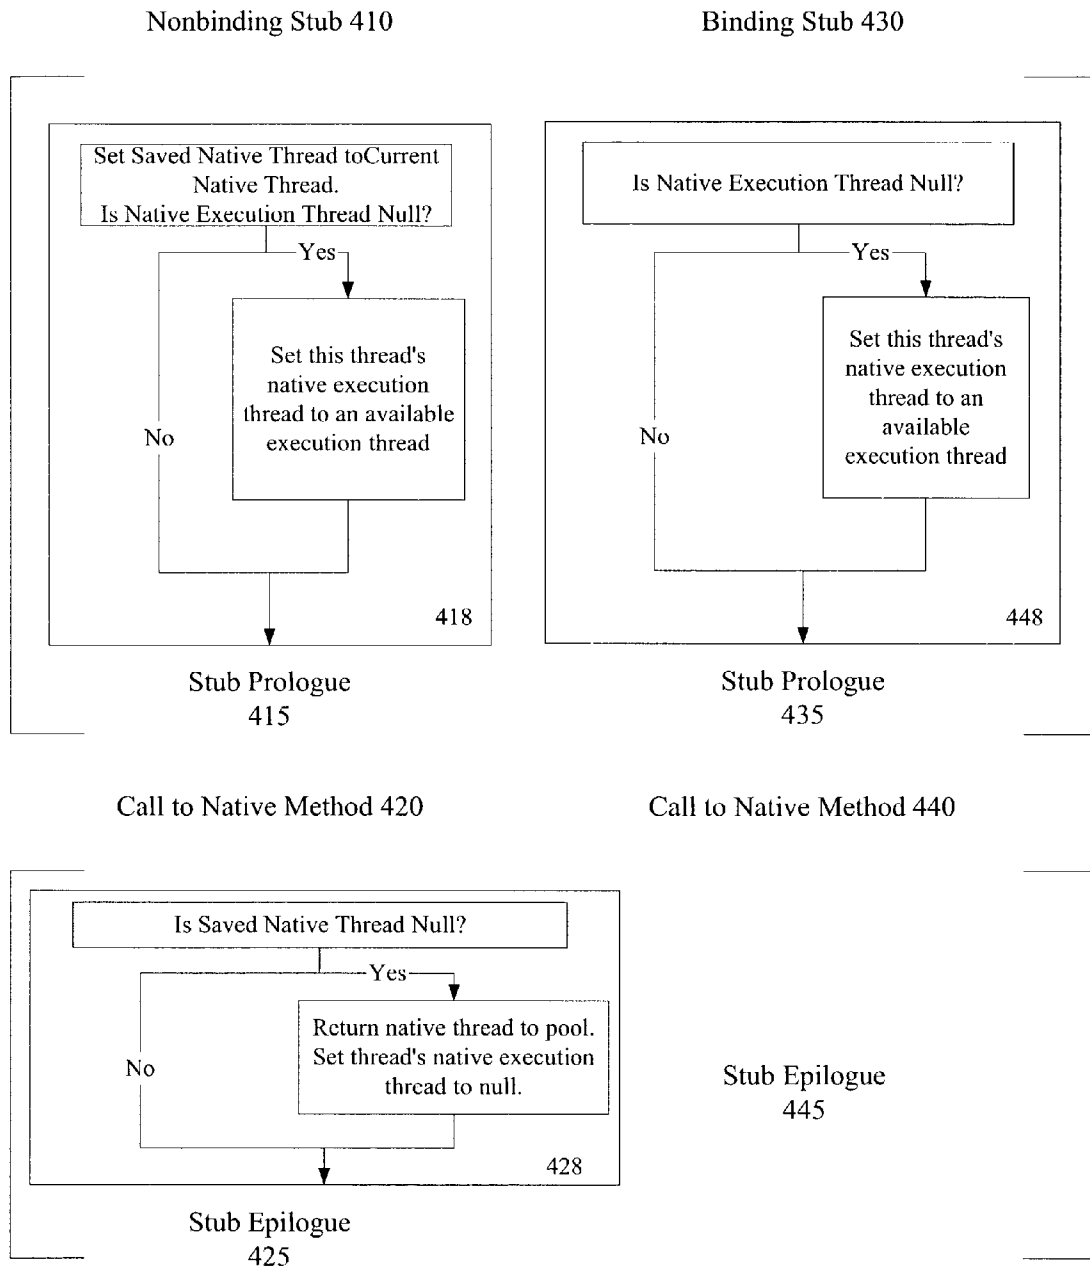 Nonbinding Stub 410
Binding Stub 430
Set Saved Native Thread toCurrent
Native Thread.
Is Native Execution Thread Null?
Yes
No
Set this thread's
native execution
thread to an available
execution thread
418
Stub Prologue
415
Is Native Execution Thread Null?
Yes
No
Set this thread's
native execution
thread to an
available
execution thread
448
Stub Prologue
435
Call to Native Method 420
Call to Native Method 440
Is Saved Native Thread Null?
Yes
No
Return native thread to pool.
Set thread's native execution
thread to null.
428
Stub Epilogue
425
Stub Epilogue
445